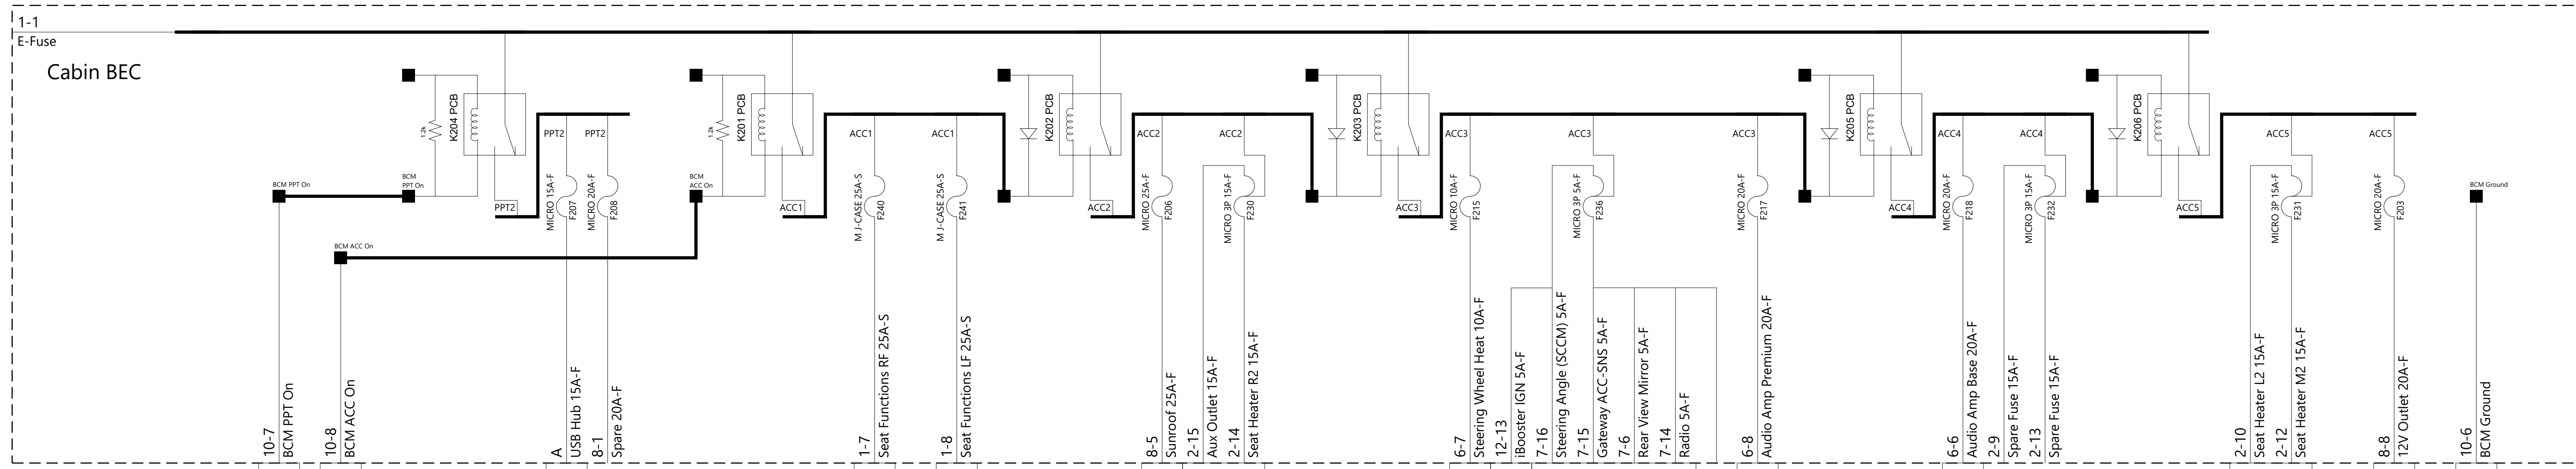 1-1
E-Fuse
Cabin BEC
1.2k
K204 PCB
1.2k
K201 PCB
K202 PCB
K203 PCB
K205 PCB
K206 PCB
PPT2
PPT2
ACC1
ACC1
ACC2
ACC2
ACC3
ACC3
ACC3
ACC4
ACC4
ACC5
ACC5
BCM PPT On
BCM
PPT On
BCM
ACC On
BCM Ground
PPT2
ACC1
ACC2
ACC3
ACC4
ACC5
MICRO 15A-F
F207
MICRO 20A-F
F208
M J-CASE 25A-S
F240
M J-CASE 25A-S
F241
MICRO 25A-F
F206
MICRO 3P 15A-F
F230
MICRO 10A-F
F215
MICRO 3P 5A-F
F236
MICRO 20A-F
F217
MICRO 20A-F
F218
MICRO 3P 15A-F
F232
MICRO 3P 15A-F
F231
MICRO 20A-F
F203
BCM ACC On
10-7
BCM PPT On
10-8
BCM ACC On
A
USB Hub 15A-F
8-1
Spare 20A-F
1-7
Seat Functions RF 25A-S
1-8
Seat Functions LF 25A-S
8-5
Sunroof 25A-F
2-15
Aux Outlet 15A-F
2-14
Seat Heater R2 15A-F
6-7
Steering Wheel Heat 10A-F
12-13
iBooster IGN 5A-F
7-16
Steering Angle (SCCM) 5A-F
7-15
Gateway ACC-SNS 5A-F
7-6
Rear View Mirror 5A-F
7-14
Radio 5A-F
6-8
Audio Amp Premium 20A-F
6-6
Audio Amp Base 20A-F
2-9
Spare Fuse 15A-F
2-13
Spare Fuse 15A-F
2-10
Seat Heater L2 15A-F
2-12
Seat Heater M2 15A-F
8-8
12V Outlet 20A-F
10-6
BCM Ground